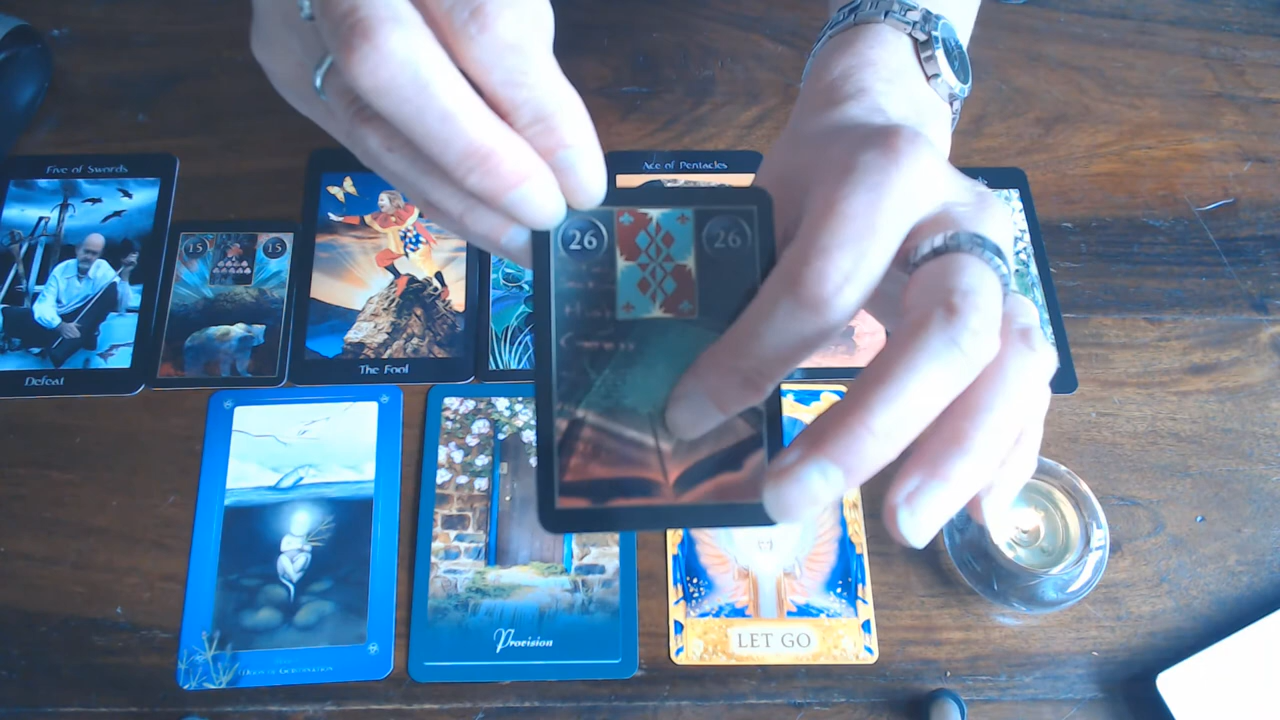 Five of Swords
Ace of Pentacles
15 15
26 26
Defeat
The Fool
Provision
LET GO